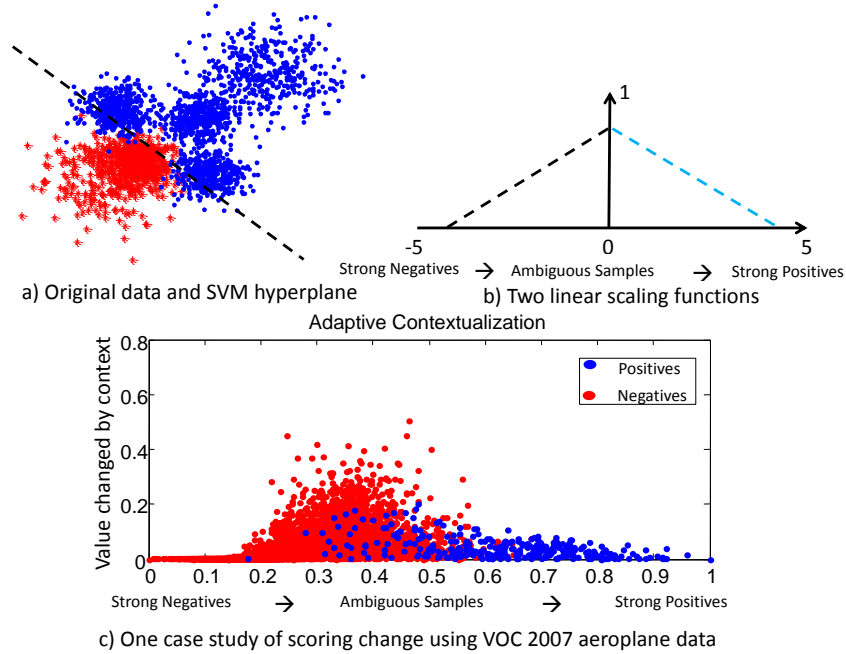 1
-5 0 5
Strong Negatives → Ambiguous Samples → Strong Positives
a) Original data and SVM hyperplane
b) Two linear scaling functions
Adaptive Contextualization
Value changed by context
0.8
0.6
0.4
0.2
0
Positives
Negatives
0 0.1 0.2 0.3 0.4 0.5 0.6 0.7 0.8 0.9 1
Strong Negatives → Ambiguous Samples → Strong Positives
c) One case study of scoring change using VOC 2007 aeroplane data